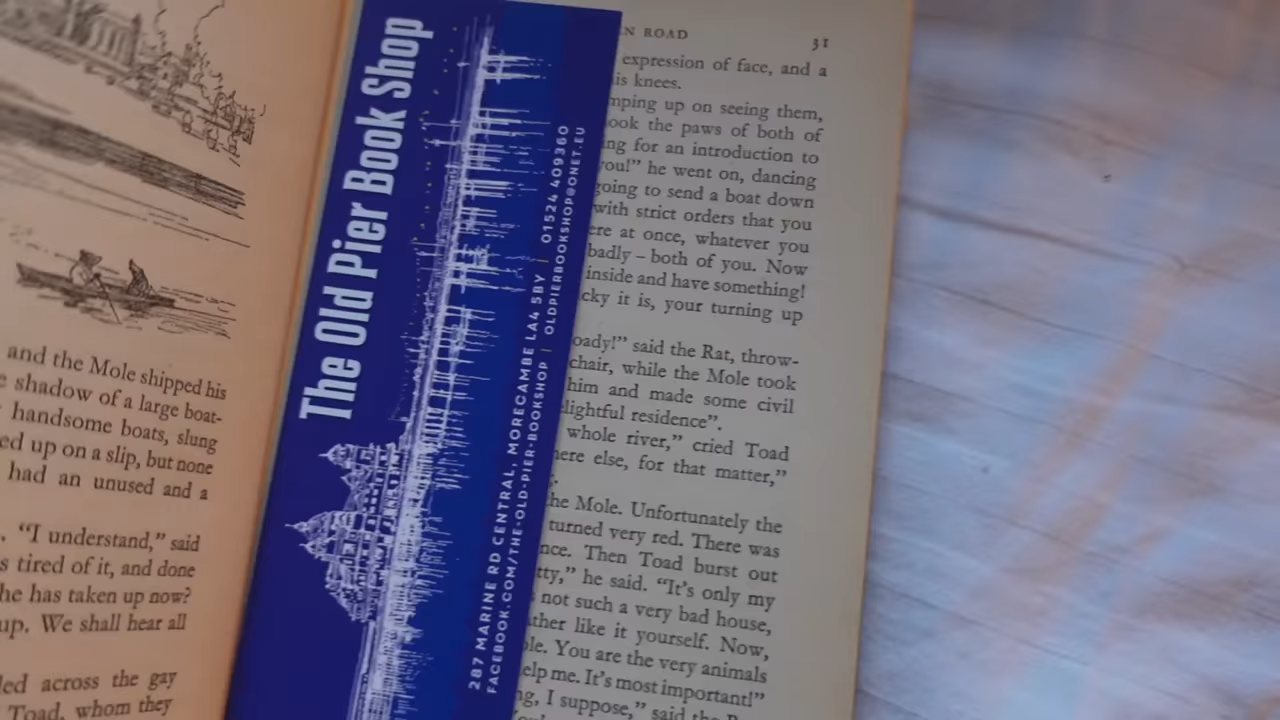 and the Mole shipped his
shadow of a large boat-
handsome boats, slung
ed up on a slip, but none
had an unused and a
. “I understand,” said
s tired of it, and done
he has taken up now?
up. We shall hear all
led across the gay
Toad, whom they
The Old Pier Book Shop
287 MARINE RD CENTRAL, MORECAMBE LA4 5BY | 01524 409360
FACEBOOK.COM/THE-OLD-PIER-BOOKSHOP | OLDPIERBOOKSHOP@ONET.EU
N ROAD 31
expression of face, and a
is knees.
mping up on seeing them,
ook the paws of both of
ing for an introduction to
you!” he went on, dancing
going to send a boat down
with strict orders that you
ere at once, whatever you
badly – both of you. Now
inside and have something!
cky it is, your turning up
oady!” said the Rat, throw-
chair, while the Mole took
him and made some civil
elightful residence”.
whole river,” cried Toad
here else, for that matter,”
he Mole. Unfortunately the
turned very red. There was
nce. Then Toad burst out
tty,” he said. “It’s only my
not such a very bad house,
ther like it yourself. Now,
ole. You are the very animals
elp me. It’s most important!”
ng, I suppose,” said the R